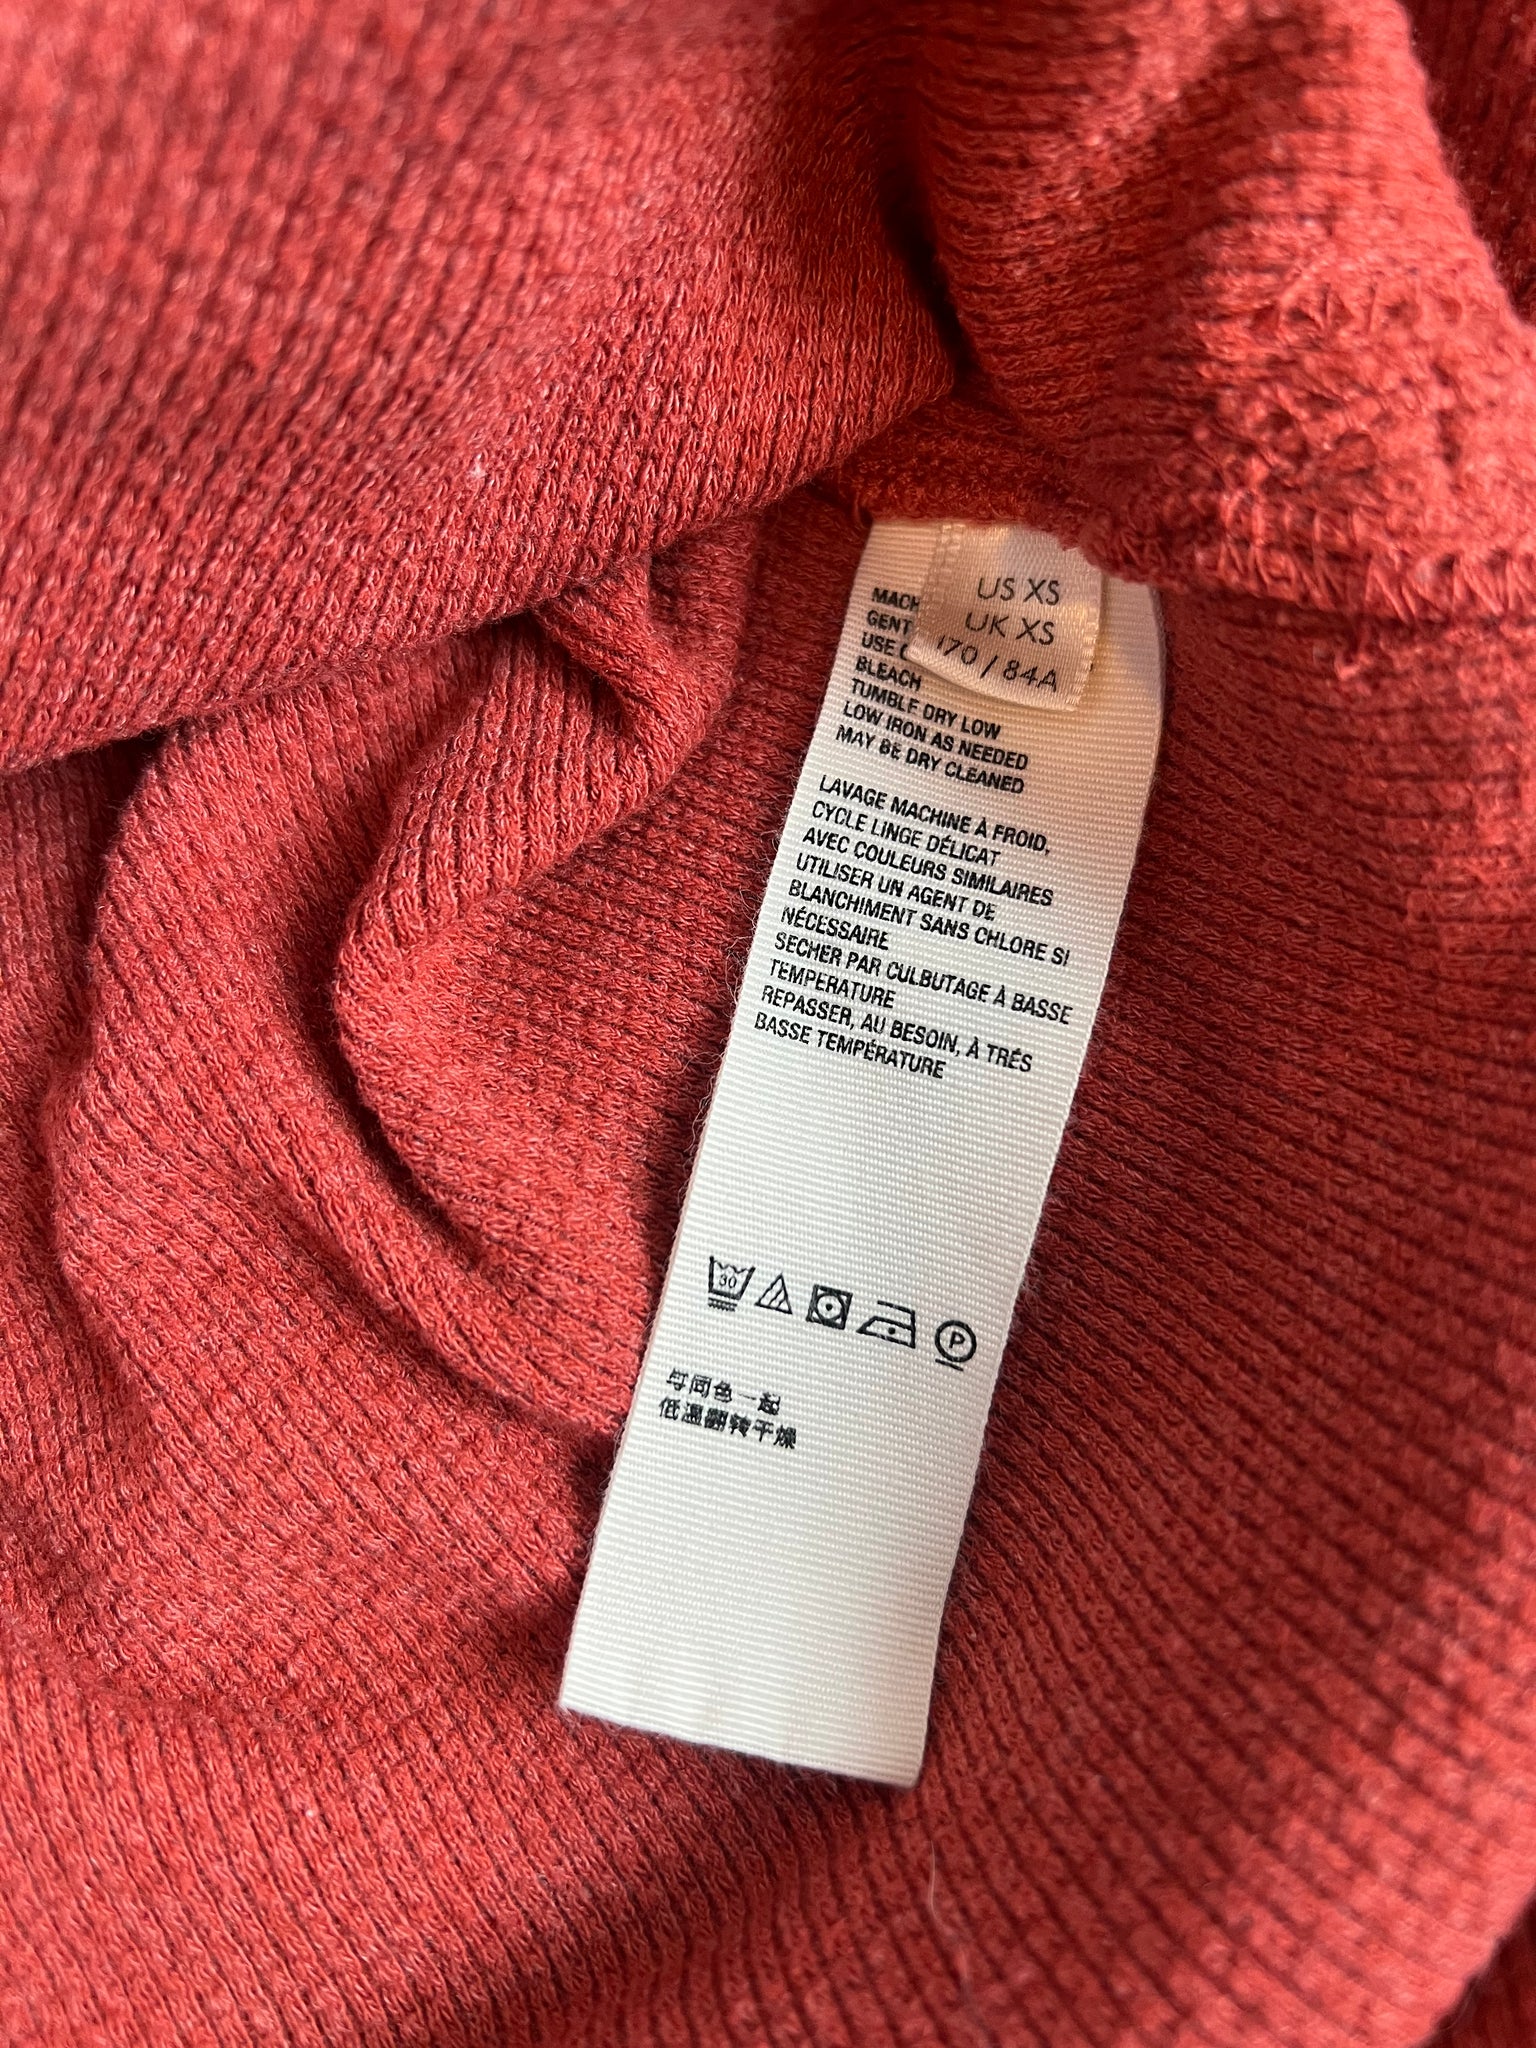 US XS
UK XS
170 / 84A
BLEACH
TUMBLE DRY LOW
LOW IRON AS NEEDED
MAY BE DRY CLEANED
LAVAGE MACHINE À FROID,
CYCLE LINGE DÉLICAT
AVEC COULEURS SIMILAIRES
UTILISER UN AGENT DE
BLANCHIMENT SANS CHLORE SI
NÉCESSAIRE
SECHER PAR CULBUTAGE À BASSE
TEMPERATURE
REPASSER, AU BESOIN, À TRÉS
BASSE TEMPÉRATURE
30 P
与同色一起
低温翻转干燥